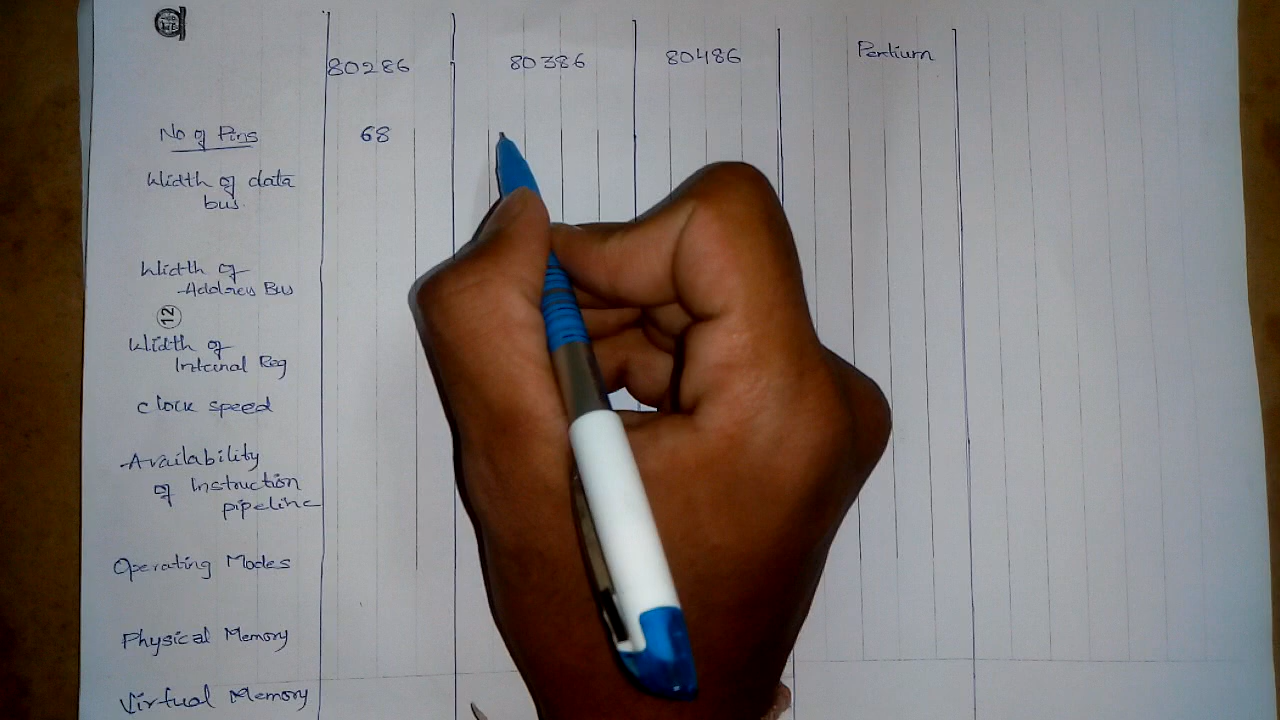 80286 80386 80486 Pentium
No of Pins 68
Width of data
bus.
Width of
Address Bus
12
Width of
Internal Reg
clock speed
Availability
of Instruction
pipeline
Operating Modes
Physical Memory
Virtual Memory